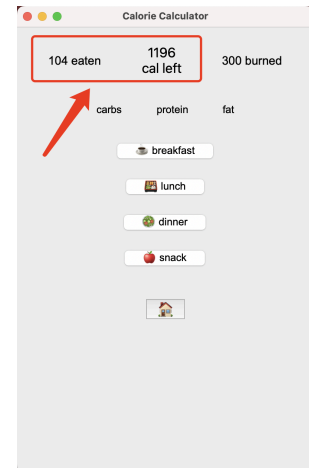 Calorie Calculator
104 eaten
1196
cal left
300 burned
carbs protein fat
breakfast
lunch
dinner
snack